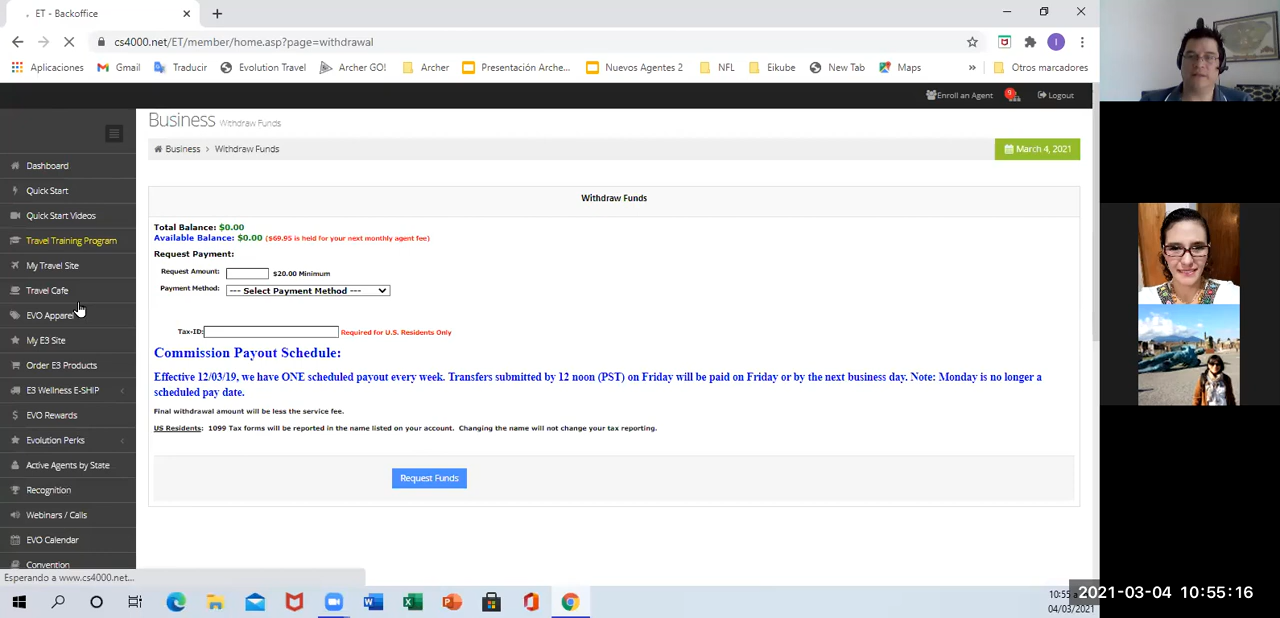 ET - Backoffice
cs4000.net/ET/member/home.asp?page=withdrawal
Aplicaciones Gmail Traducir Evolution Travel Archer GO! Archer Presentación Arche... Nuevos Agentes 2 NFL Eikube New Tab Maps » Otros marcadores
Enroll an Agent 9 Logout
Business Withdraw Funds
Business > Withdraw Funds
March 4, 2021
Dashboard
Quick Start
Quick Start Videos
Travel Training Program
My Travel Site
Travel Cafe
EVO Apparel
My E3 Site
Order E3 Products
E3 Wellness E-SHIP
EVO Rewards
Evolution Perks
Active Agents by State
Recognition
Webinars / Calls
EVO Calendar
Convention
Withdraw Funds
Total Balance: $0.00
Available Balance: $0.00 ($69.95 is held for your next monthly agent fee)
Request Payment:
Request Amount: $20.00 Minimum
Payment Method: --- Select Payment Method ---
Tax-ID: Required for U.S. Residents Only
Commission Payout Schedule:
Effective 12/03/19, we have ONE scheduled payout every week. Transfers submitted by 12 noon (PST) on Friday will be paid on Friday or by the next business day. Note: Monday is no longer a
scheduled pay date.
Final withdrawal amount will be less the service fee.
US Residents: 1099 Tax forms will be reported in the name listed on your account. Changing the name will not change your tax reporting.
Request Funds
Esperando a www.cs4000.net...
10:55 a
04/03/2021
2021-03-04 10:55:16